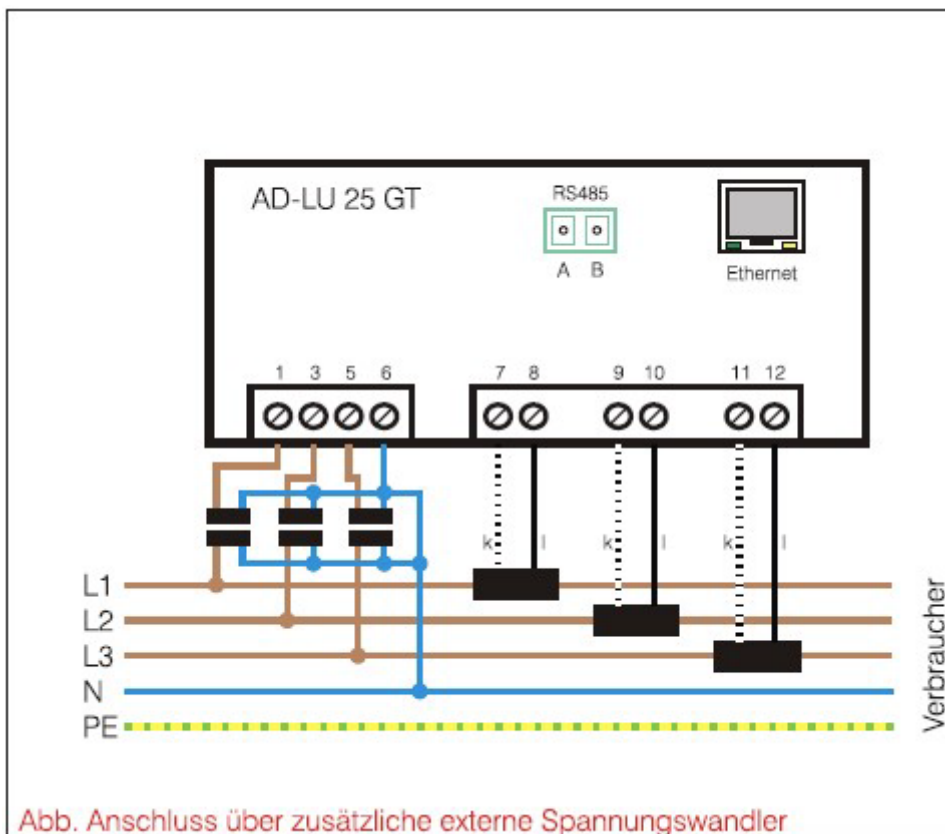 AD-LU 25 GT
RS485
A B
Ethernet
1 3 5 6 7 8 9 10 11 12
k l k l k l
L1
L2
L3
N
PE
Verbraucher
Abb. Anschluss über zusätzliche externe Spannungswandler